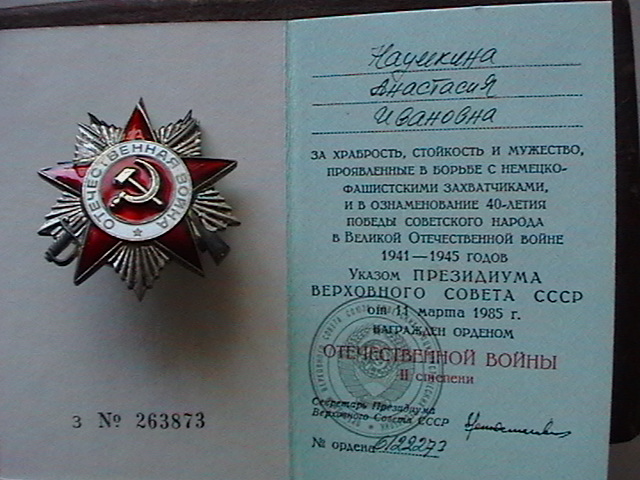 ОТЕЧЕСТВЕННАЯ ВОЙНА
З № 263873
Наумкина
Анастасия
Ивановна
ЗА ХРАБРОСТЬ, СТОЙКОСТЬ И МУЖЕСТВО,
ПРОЯВЛЕННЫЕ В БОРЬБЕ С НЕМЕЦКО-
ФАШИСТСКИМИ ЗАХВАТЧИКАМИ,
И В ОЗНАМЕНОВАНИЕ 40-ЛЕТИЯ
ПОБЕДЫ СОВЕТСКОГО НАРОДА
В ВЕЛИКОЙ ОТЕЧЕСТВЕННОЙ ВОЙНЕ
1941—1945 ГОДОВ
УКАЗОМ ПРЕЗИДИУМА
ВЕРХОВНОГО СОВЕТА СССР
от 11 марта 1985 г.
НАГРАЖДЕН ОРДЕНОМ
ОТЕЧЕСТВЕННОЙ ВОЙНЫ
II степени
Секретарь Президиума
Верховного Совета СССР
№ ордена 6122273